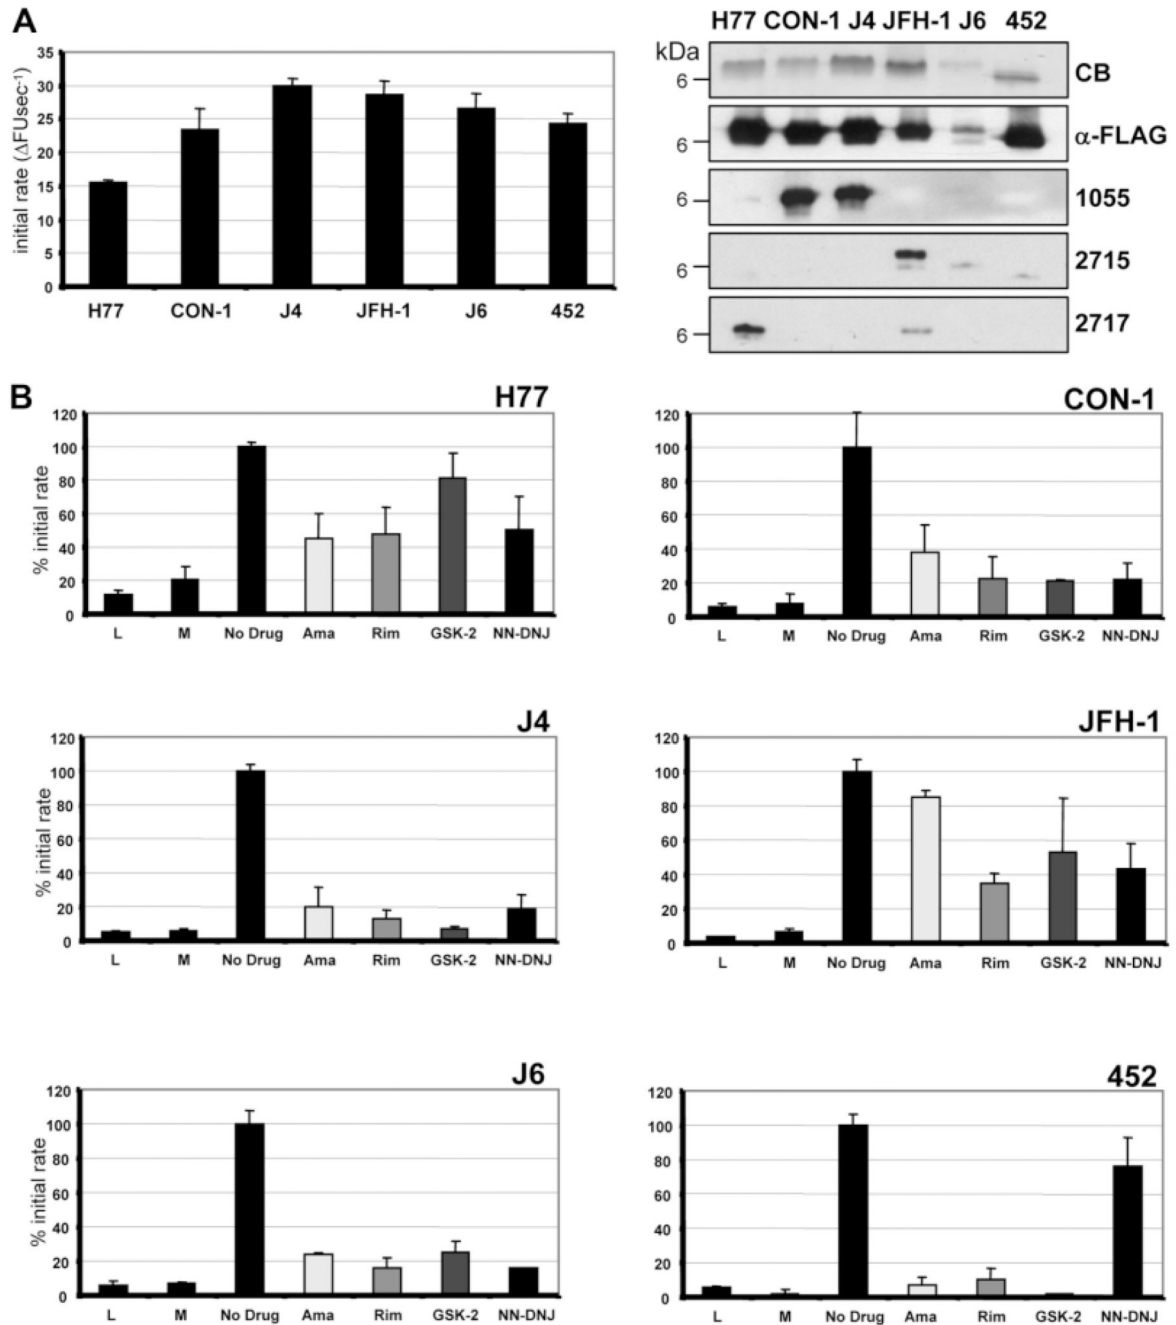 A
H77 CON-1 J4 JFH-1 J6 452
kDa
6
CB
6
α-FLAG
6
1055
6
2715
6
2717
initial rate (ΔFUsec⁻¹)
35
30
25
20
15
10
5
0
H77 CON-1 J4 JFH-1 J6 452
B
H77
% initial rate
120
100
80
60
40
20
0
L M No Drug Ama Rim GSK-2 NN-DNJ
CON-1
120
100
80
60
40
20
0
L M No Drug Ama Rim GSK-2 NN-DNJ
J4
% initial rate
120
100
80
60
40
20
0
L M No Drug Ama Rim GSK-2 NN-DNJ
JFH-1
120
100
80
60
40
20
0
L M No Drug Ama Rim GSK-2 NN-DNJ
J6
% initial rate
120
100
80
60
40
20
0
L M No Drug Ama Rim GSK-2 NN-DNJ
452
120
100
80
60
40
20
0
L M No Drug Ama Rim GSK-2 NN-DNJ